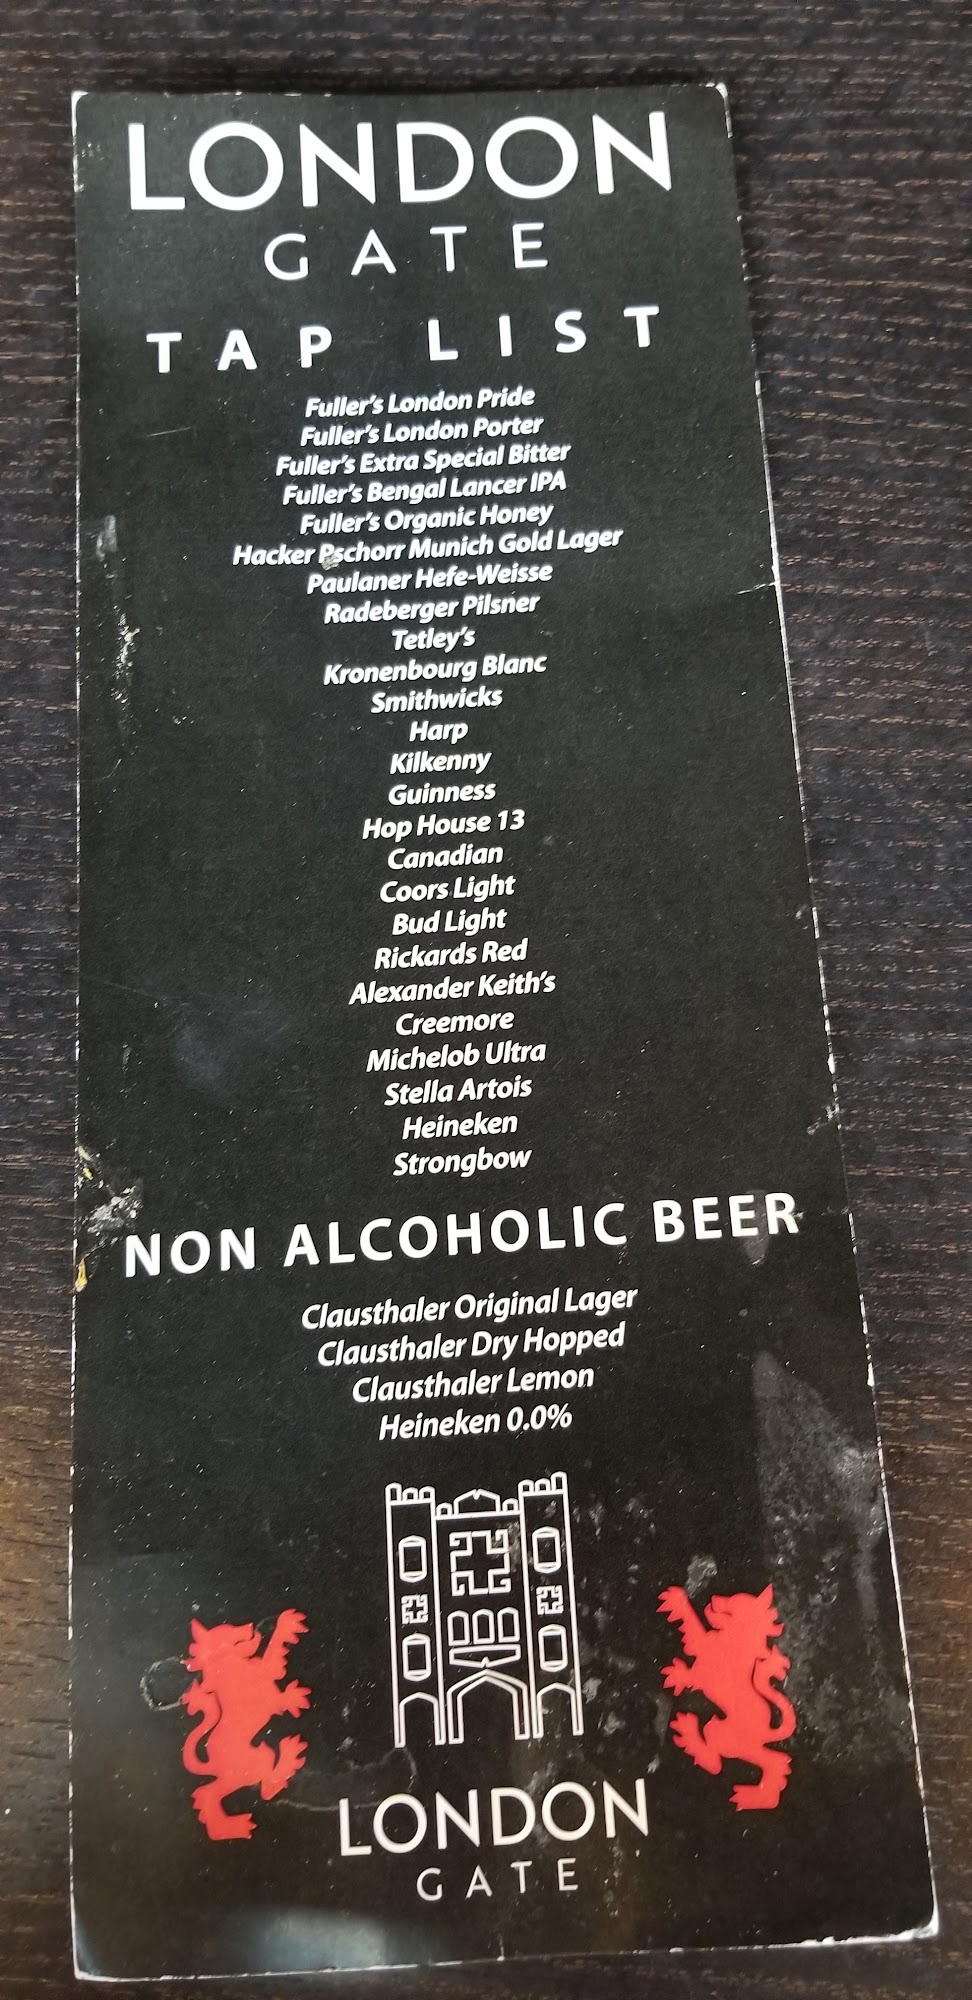 LONDON
GATE
TAP LIST
Fuller's London Pride
Fuller's London Porter
Fuller's Extra Special Bitter
Fuller's Bengal Lancer IPA
Fuller's Organic Honey
Hacker Pschorr Munich Gold Lager
Paulaner Hefe-Weisse
Radeberger Pilsner
Tetley's
Kronenbourg Blanc
Smithwicks
Harp
Kilkenny
Guinness
Hop House 13
Canadian
Coors Light
Bud Light
Rickards Red
Alexander Keith's
Creemore
Michelob Ultra
Stella Artois
Heineken
Strongbow
NON ALCOHOLIC BEER
Clausthaler Original Lager
Clausthaler Dry Hopped
Clausthaler Lemon
Heineken 0.0%
LONDON
GATE